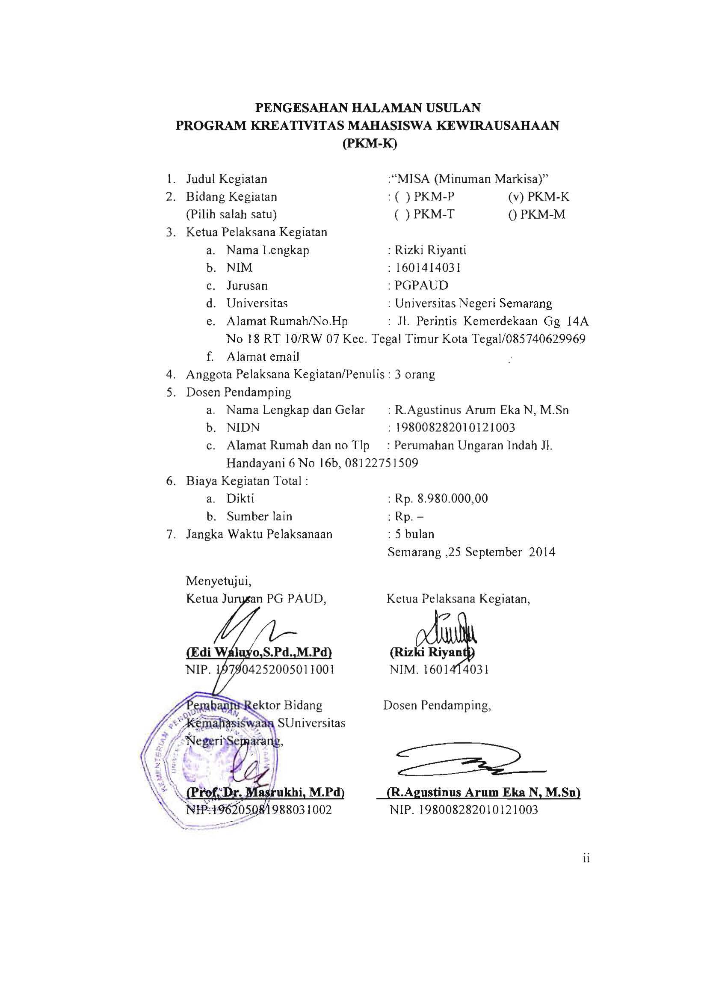 PENGESAHAN HALAMAN USULAN
PROGRAM KREATIVITAS MAHASISWA KEWIRAUSAHAAN
(PKM-K)
1. Judul Kegiatan :“MISA (Minuman Markisa)”
2. Bidang Kegiatan : ( ) PKM-P (v) PKM-K
(Pilih salah satu) ( ) PKM-T () PKM-M
3. Ketua Pelaksana Kegiatan
a. Nama Lengkap : Rizki Riyanti
b. NIM : 1601414031
c. Jurusan : PGPAUD
d. Universitas : Universitas Negeri Semarang
e. Alamat Rumah/No.Hp : Jl. Perintis Kemerdekaan Gg 14A
No 18 RT 10/RW 07 Kec. Tegal Timur Kota Tegal/085740629969
f. Alamat email :
4. Anggota Pelaksana Kegiatan/Penulis : 3 orang
5. Dosen Pendamping
a. Nama Lengkap dan Gelar : R.Agustinus Arum Eka N, M.Sn
b. NIDN : 198008282010121003
c. Alamat Rumah dan no Tlp : Perumahan Ungaran Indah Jl.
Handayani 6 No 16b, 08122751509
6. Biaya Kegiatan Total :
a. Dikti : Rp. 8.980.000,00
b. Sumber lain : Rp. –
7. Jangka Waktu Pelaksanaan : 5 bulan
Semarang ,25 September 2014
Menyetujui,
Ketua Jurusan PG PAUD, Ketua Pelaksana Kegiatan,
(Edi Waluyo,S.Pd.,M.Pd) (Rizki Riyanti)
NIP. 197904252005011001 NIM. 1601414031
Pembantu Rektor Bidang Dosen Pendamping,
Kemahasiswaan SUniversitas
Negeri Semarang,
KEMENTERIAN PENDIDIKAN DAN
UNIVERSITAS NEGERI SEMARANG
(Prof. Dr. Masrukhi, M.Pd) (R.Agustinus Arum Eka N, M.Sn)
NIP.196205081988031002 NIP. 198008282010121003
ii